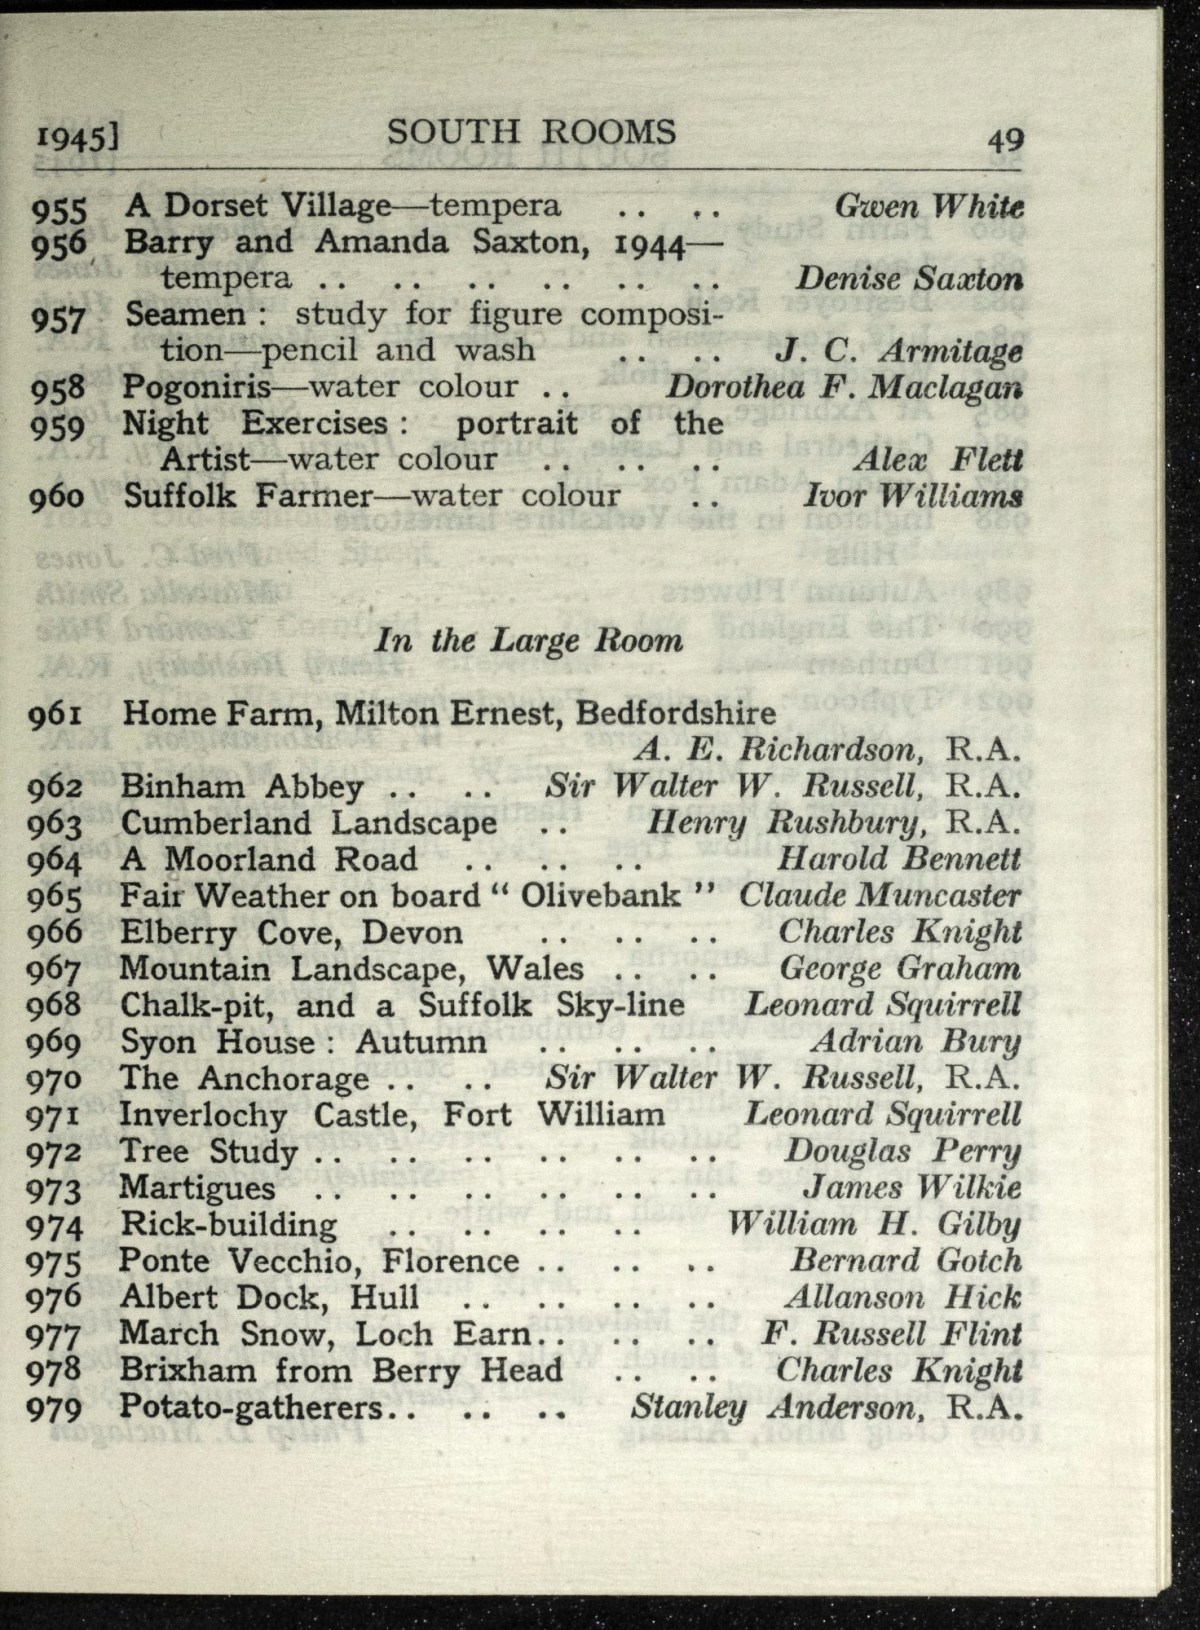 1945] SOUTH ROOMS 49
955 A Dorset Village—tempera .. .. Gwen White
956 Barry and Amanda Saxton, 1944—
tempera .. .. .. .. .. .. Denise Saxton
957 Seamen : study for figure composi-
tion—pencil and wash .. .. J. C. Armitage
958 Pogoniris—water colour .. Dorothea F. Maclagan
959 Night Exercises : portrait of the
Artist—water colour .. .. .. Alex Flett
960 Suffolk Farmer—water colour .. Ivor Williams
In the Large Room
961 Home Farm, Milton Ernest, Bedfordshire
A. E. Richardson, R.A.
962 Binham Abbey .. .. Sir Walter W. Russell, R.A.
963 Cumberland Landscape .. Henry Rushbury, R.A.
964 A Moorland Road .. .. .. Harold Bennett
965 Fair Weather on board “ Olivebank ” Claude Muncaster
966 Elberry Cove, Devon .. .. .. Charles Knight
967 Mountain Landscape, Wales .. .. George Graham
968 Chalk-pit, and a Suffolk Sky-line Leonard Squirrell
969 Syon House : Autumn .. .. .. Adrian Bury
970 The Anchorage .. .. Sir Walter W. Russell, R.A.
971 Inverlochy Castle, Fort William Leonard Squirrell
972 Tree Study .. .. .. .. .. .. Douglas Perry
973 Martigues .. .. .. .. .. .. James Wilkie
974 Rick-building .. .. .. .. William H. Gilby
975 Ponte Vecchio, Florence .. .. .. Bernard Gotch
976 Albert Dock, Hull .. .. .. .. Allanson Hick
977 March Snow, Loch Earn .. .. .. F. Russell Flint
978 Brixham from Berry Head .. .. Charles Knight
979 Potato-gatherers .. .. .. Stanley Anderson, R.A.